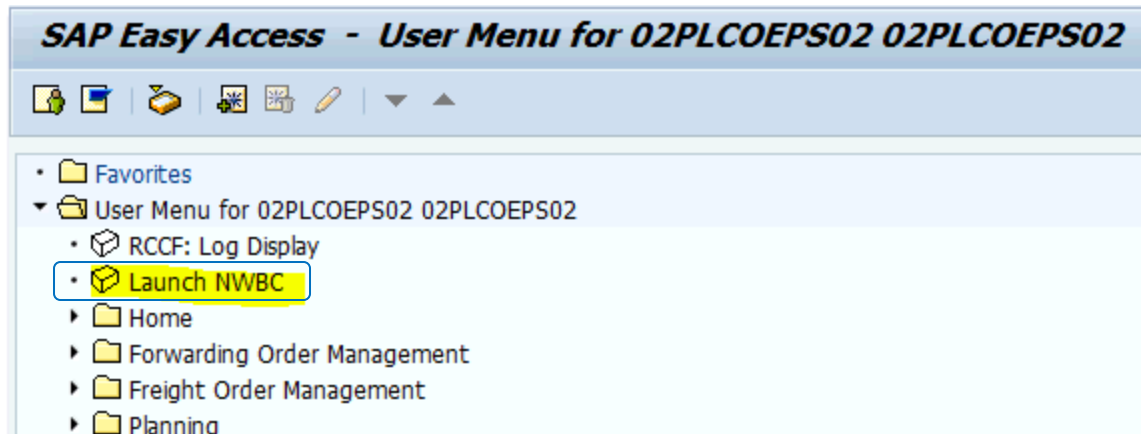 SAP Easy Access - User Menu for 02PLCOEPS02 02PLCOEPS02
Favorites
User Menu for 02PLCOEPS02 02PLCOEPS02
RCCF: Log Display
Launch NWBC
Home
Forwarding Order Management
Freight Order Management
Planning